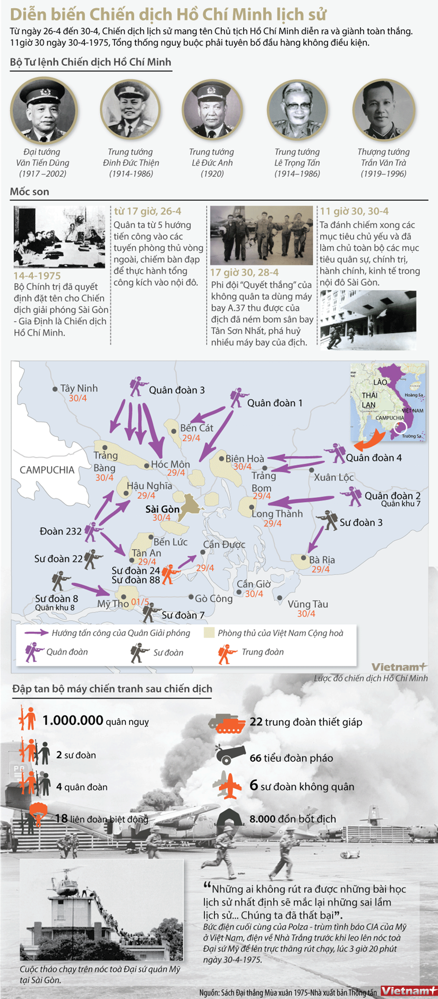 Diễn biến Chiến dịch Hồ Chí Minh lịch sử
Từ ngày 26-4 đến 30-4, Chiến dịch lịch sử mang tên Chủ tịch Hồ Chí Minh diễn ra và giành toàn thắng.
11giờ 30 ngày 30-4-1975, Tổng thống nguỵ buộc phải tuyên bố đầu hàng không điều kiện.
Bộ Tư lệnh Chiến dịch Hồ Chí Minh
Đại tướng
Văn Tiến Dũng
(1917 –2002)
Trung tướng
Đinh Đức Thiện
(1914-1986)
Trung tướng
Lê Đức Anh
(1920)
Trung tướng
Lê Trọng Tấn
(1914–1986)
Thượng tướng
Trần Văn Trà
(1919–1996)
Mốc son
14-4-1975
Bộ Chính trị đã quyết
định đặt tên cho Chiến
dịch giải phóng Sài Gòn
- Gia Định là Chiến dịch
Hồ Chí Minh.
từ 17 giờ, 26-4
Quân ta từ 5 hướng
tiến công vào các
tuyến phòng thủ vòng
ngoài, chiếm bàn đạp
để thực hành tổng
công kích vào nội đô.
17 giờ 30, 28-4
Phi đội “Quyết thắng” của
không quân ta dùng máy
bay A.37 thu được của
địch đã ném bom sân bay
Tân Sơn Nhất, phá huỷ
nhiều máy bay của địch.
11 giờ 30, 30-4
Ta đánh chiếm xong các
mục tiêu chủ yếu và đã
làm chủ toàn bộ các mục
tiêu quân sự, chính trị,
hành chính, kinh tế trong
nội đô Sài Gòn.
Tây Ninh
30/4
Quân đoàn 3
Quân đoàn 1
LÀO
THÁI
LAN
Hoàng Sa
VIỆT NAM
CAMPUCHIA
Trường Sa
Bến Cát
29/4
Trảng
Bàng
30/4
Hóc Môn
29/4
Biên Hoà
30/4
Quân đoàn 4
Trảng
Bom
29/4
Xuân Lộc
CAMPUCHIA
Hậu Nghĩa
29/4
Sài Gòn
30/4
Quân đoàn 2
Quân khu 7
Long Thành
29/4
Sư đoàn 3
Đoàn 232
Bến Lức
Cần Được
29/4
Sư đoàn 22
Tân An
29/4
Bà Rịa
29/4
Sư đoàn 24
Sư đoàn 88
Cần Giờ
30/4
Sư đoàn 8
Quân khu 8
Mỹ Tho 01/5
Gò Công
Vũng Tàu
30/4
Sư đoàn 7
Hướng tấn công của Quân Giải phóng
Phòng thủ của Việt Nam Cộng hoà
Quân đoàn
Sư đoàn
Trung đoàn
Vietnam+
Lược đồ chiến dịch Hồ Chí Minh
Đập tan bộ máy chiến tranh sau chiến dịch
1.000.000 quân nguỵ
2 sư đoàn
4 quân đoàn
18 liên đoàn biệt động
22 trung đoàn thiết giáp
66 tiểu đoàn pháo
6 sư đoàn không quân
8.000 đồn bốt địch
“Những ai không rút ra được những bài học
lịch sử nhất định sẽ mắc lại những sai lầm
lịch sử... Chúng ta đã thất bại”.
Bức điện cuối cùng của Polza - trùm tình báo CIA của Mỹ
ở Việt Nam, điện về Nhà Trắng trước khi leo lên nóc toà
Đại sứ Mỹ để lên trực thăng rút chạy, lúc 3 giờ 20 phút
ngày 30-4-1975.
Cuộc tháo chạy trên nóc toà Đại sứ quán Mỹ
tại Sài Gòn.
Nguồn: Sách Đại thắng Mùa xuân 1975-Nhà xuất bản Thông tấn
Vietnam+